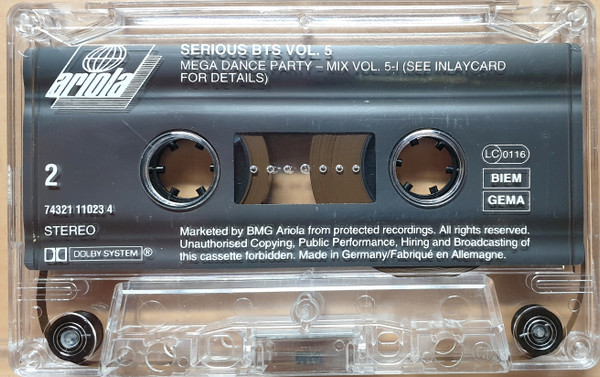 ariola
SERIOUS BTS VOL. 5
MEGA DANCE PARTY – MIX VOL. 5-I (SEE INLAYCARD
FOR DETAILS)
2
LC 0116
BIEM
GEMA
74321 11023 4
STEREO
DOLBY SYSTEM ®
Marketed by BMG Ariola from protected recordings. All rights reserved.
Unauthorised Copying, Public Performance, Hiring and Broadcasting of
this cassette forbidden. Made in Germany/Fabriqué en Allemagne.